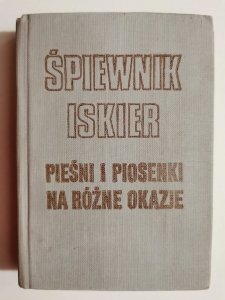 ŚPIEWNIK
ISKIER
PIEŚNI I PIOSENKI
NA RÓŻNE OKAZJE